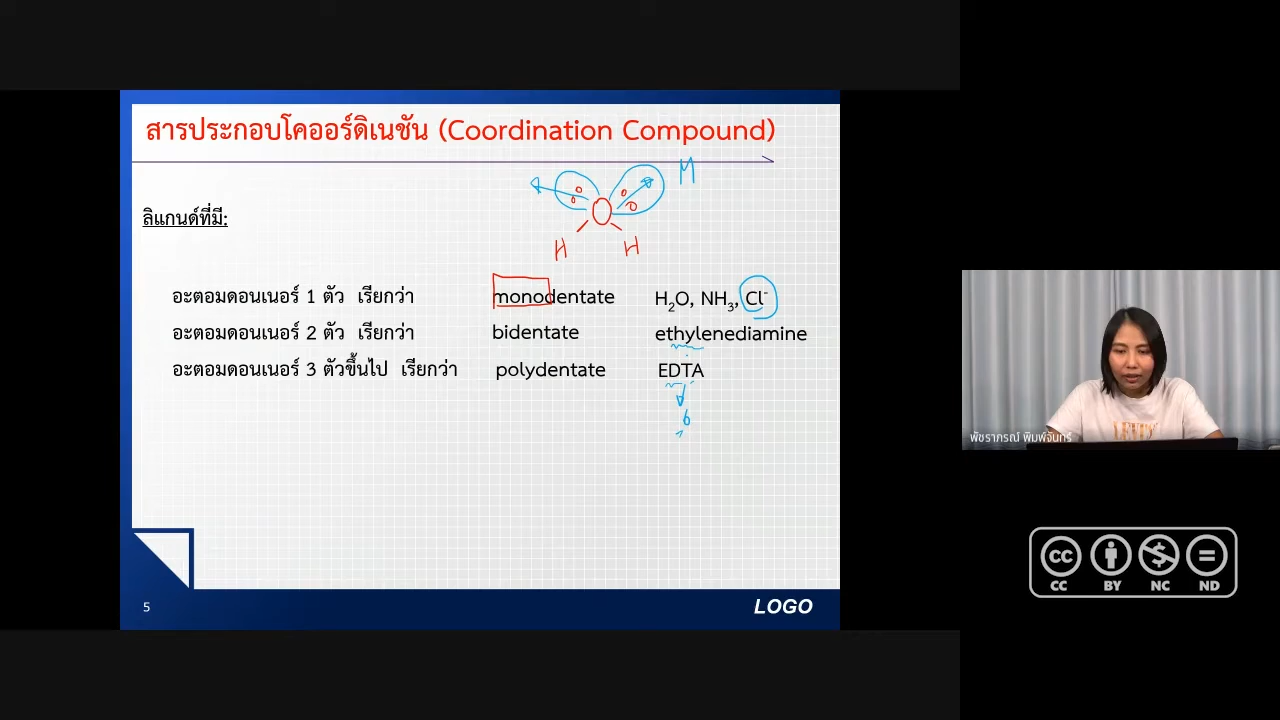 สารประกอบโคออร์ดิเนชัน (Coordination Compound)
M
H H
ลิแกนด์ที่มี:
อะตอมดอนเนอร์ 1 ตัว เรียกว่า monodentate H₂O, NH₃, Cl⁻
อะตอมดอนเนอร์ 2 ตัว เรียกว่า bidentate ethylenediamine
อะตอมดอนเนอร์ 3 ตัวขึ้นไป เรียกว่า polydentate EDTA
6
5
LOGO
พัชราภรณ์ พิมพ์จันทร์
CC BY NC ND